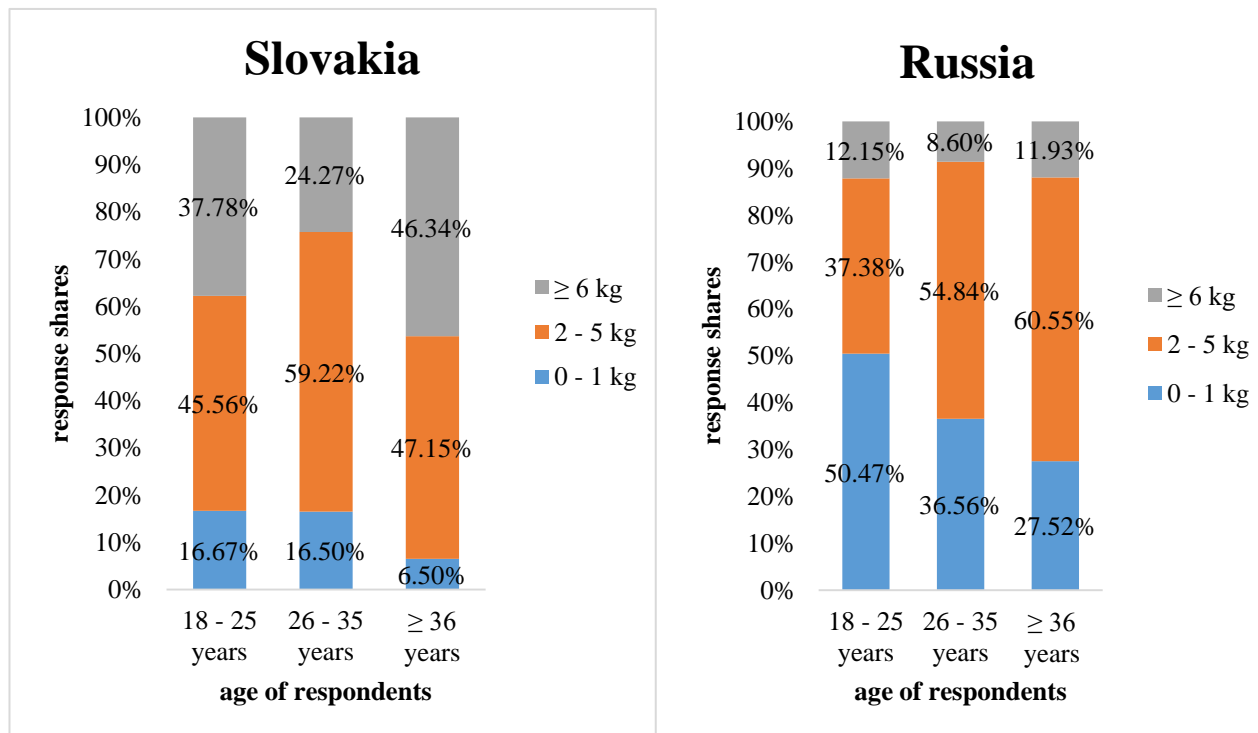 Slovakia
100%
90%
80%
70%
60%
50%
40%
30%
20%
10%
0%
response shares
37.78%
24.27%
46.34%
45.56%
59.22%
47.15%
16.67%
16.50%
6.50%
18 - 25
years
26 - 35
years
≥ 36
years
age of respondents
≥ 6 kg
2 - 5 kg
0 - 1 kg
Russia
100%
90%
80%
70%
60%
50%
40%
30%
20%
10%
0%
response shares
12.15%
8.60%
11.93%
37.38%
54.84%
60.55%
50.47%
36.56%
27.52%
18 - 25
years
26 - 35
years
≥ 36
years
age of respondents
≥ 6 kg
2 - 5 kg
0 - 1 kg